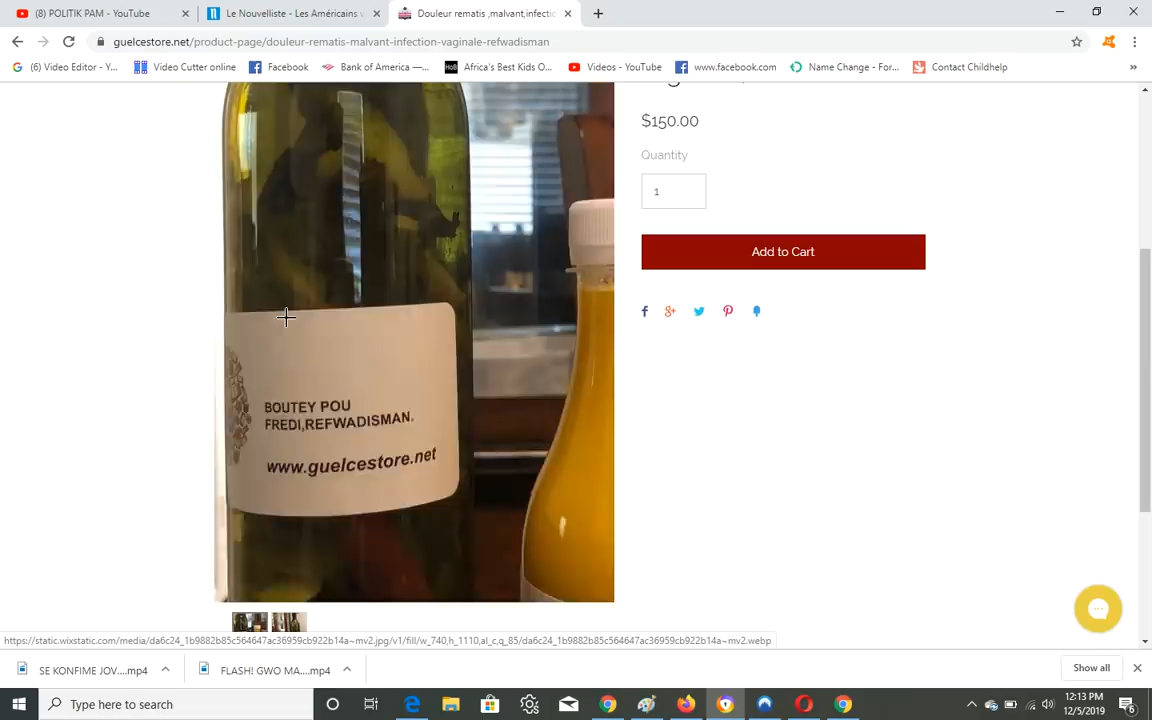 (8) POLITIK PAM - YouTube
Le Nouvelliste - Les Américains v
Douleur rematis ,malvant,infectic
guelcestore.net/product-page/douleur-rematis-malvant-infection-vaginale-refwadisman
(6) Video Editor - Y...
Video Cutter online
Facebook
Bank of America —...
Africa's Best Kids O...
Videos - YouTube
www.facebook.com
Name Change - For...
Contact Childhelp
$150.00
Quantity
1
Add to Cart
BOUTEY POU
FREDI,REFWADISMAN.
www.guelcestore.net
https://static.wixstatic.com/media/da6c24_1b9882b85c564647ac36959cb922b14a~mv2.jpg/v1/fill/w_740,h_1110,al_c,q_85/da6c24_1b9882b85c564647ac36959cb922b14a~mv2.webp
SE KONFIME JOV....mp4
FLASH! GWO MA....mp4
Show all
Type here to search
12:13 PM
12/5/2019
6